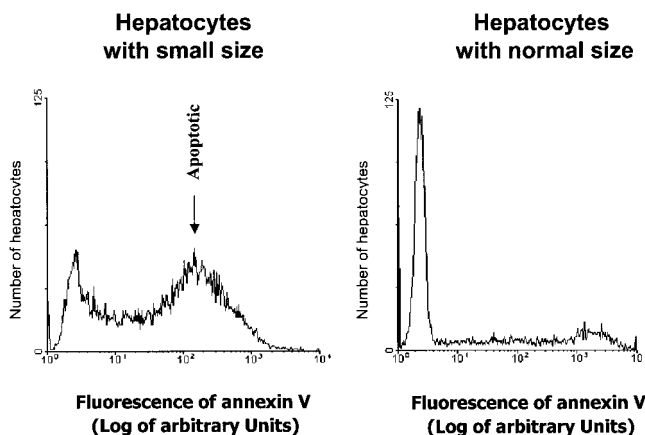 Hepatocytes
with small size
125
Number of hepatocytes
0
Apoptotic
10⁰ 10¹ 10² 10³ 10⁴
Fluorescence of annexin V
(Log of arbitrary Units)
Hepatocytes
with normal size
125
Number of hepatocytes
0
10⁰ 10¹ 10² 10³ 10
Fluorescence of annexin V
(Log of arbitrary Units)